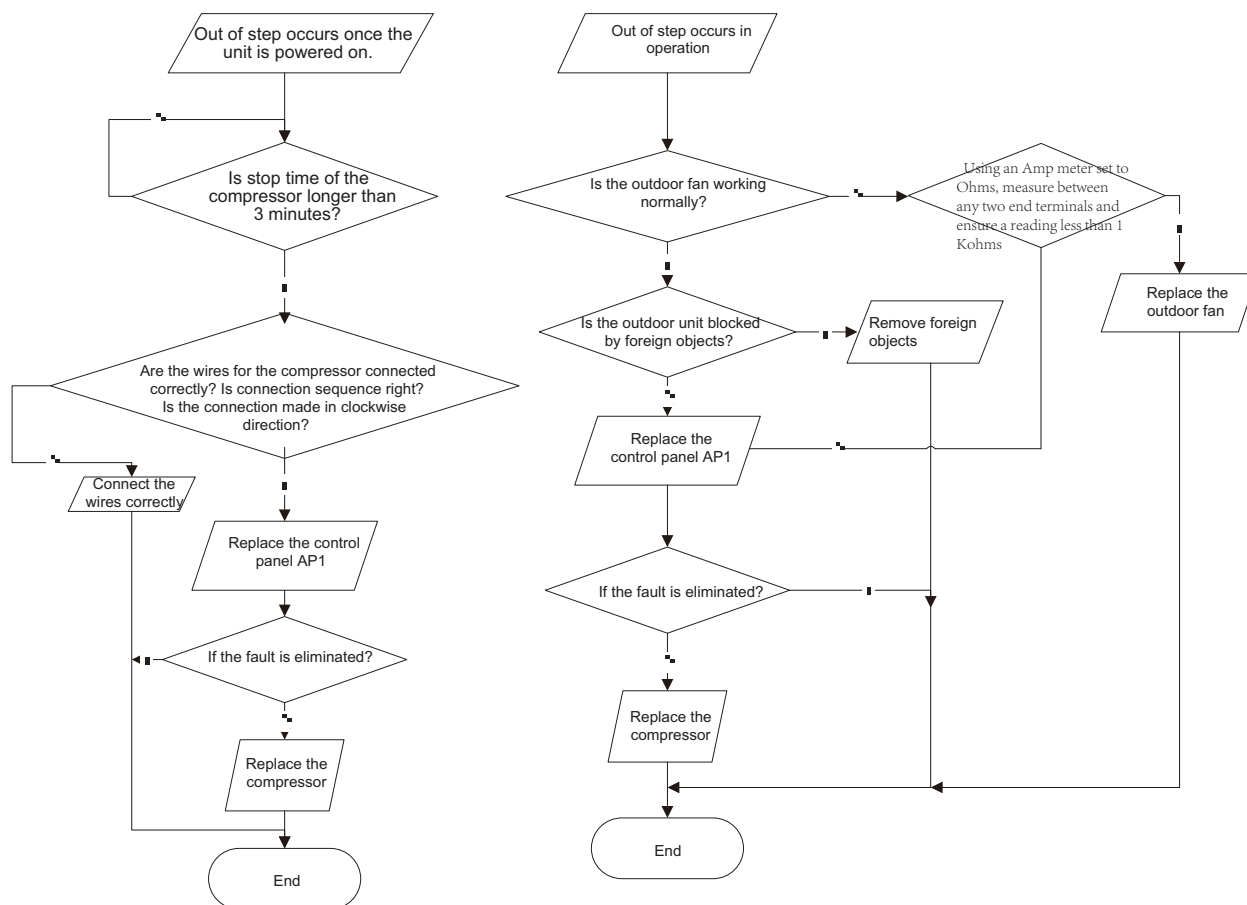 Out of step occurs once the
unit is powered on.
Is stop time of the
compressor longer than
3 minutes?
Are the wires for the compressor connected
correctly? Is connection sequence right?
Is the connection made in clockwise
direction?
Connect the
wires correctly
Replace the control
panel AP1
If the fault is eliminated?
Replace the
compressor
End
Out of step occurs in
operation
Is the outdoor fan working
normally?
Using an Amp meter set to
Ohms, measure between
any two end terminals and
ensure a reading less than 1
Kohms
Replace the
outdoor fan
Is the outdoor unit blocked
by foreign objects?
Remove foreign
objects
Replace the
control panel AP1
If the fault is eliminated?
Replace the
compressor
End